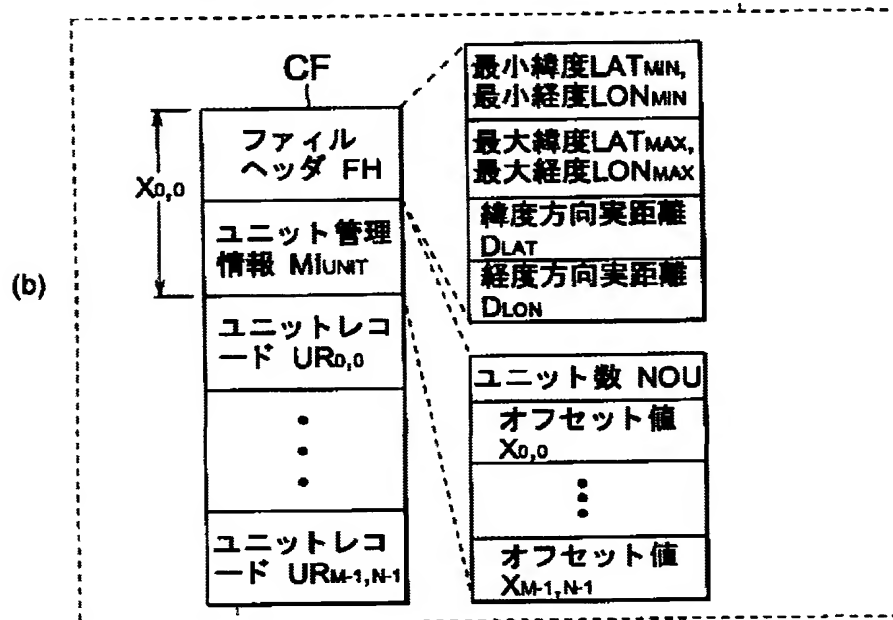 (b)
CF
X0,0
ファイル
ヘッダ FH
ユニット管理
情報 MIUNIT
ユニットレコ
ード UR0,0
ユニットレコ
ード URM-1,N-1
最小緯度LATMIN,
最小経度LONMIN
最大緯度LATMAX,
最大経度LONMAX
緯度方向実距離
DLAT
経度方向実距離
DLON
ユニット数 NOU
オフセット値
X0,0
オフセット値
XM-1,N-1